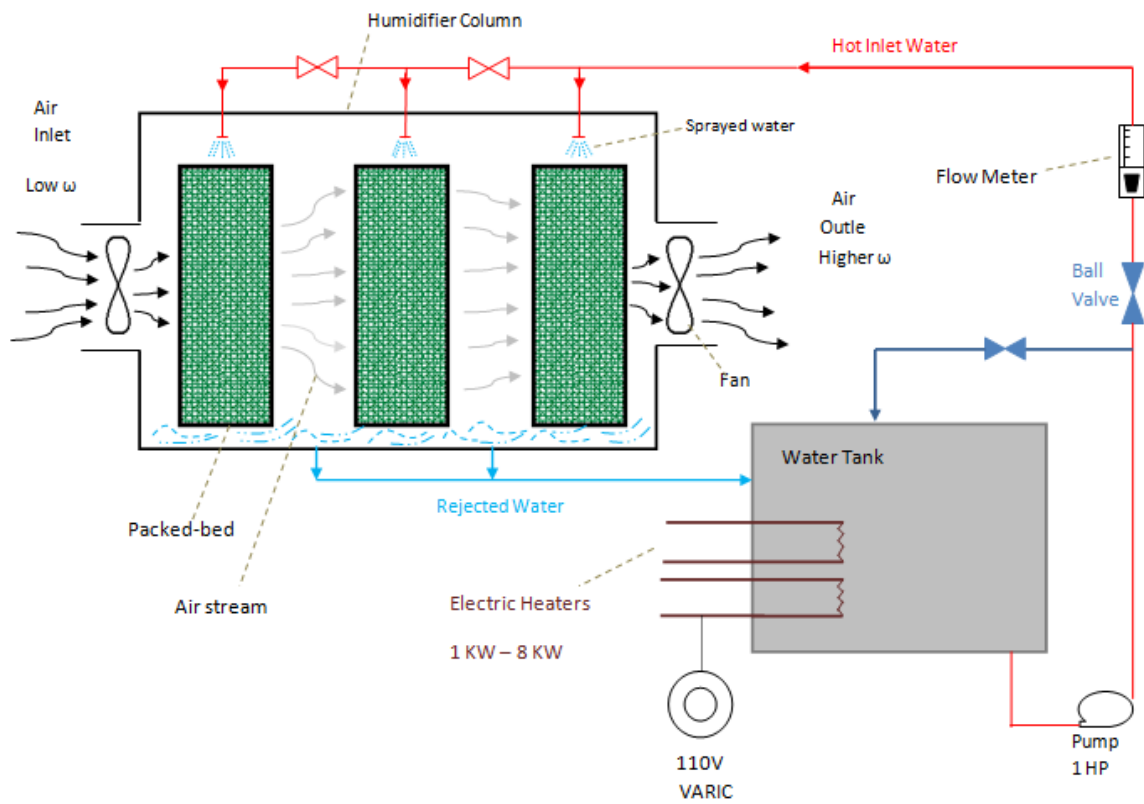 Humidifier Column
Hot Inlet Water
Air
Inlet
Low ω
Sprayed water
Flow Meter
Air
Outle
Higher ω
Ball
Valve
Fan
Water Tank
Rejected Water
Packed-bed
Air stream
Electric Heaters
1 KW – 8 KW
110V
VARIC
Pump
1 HP